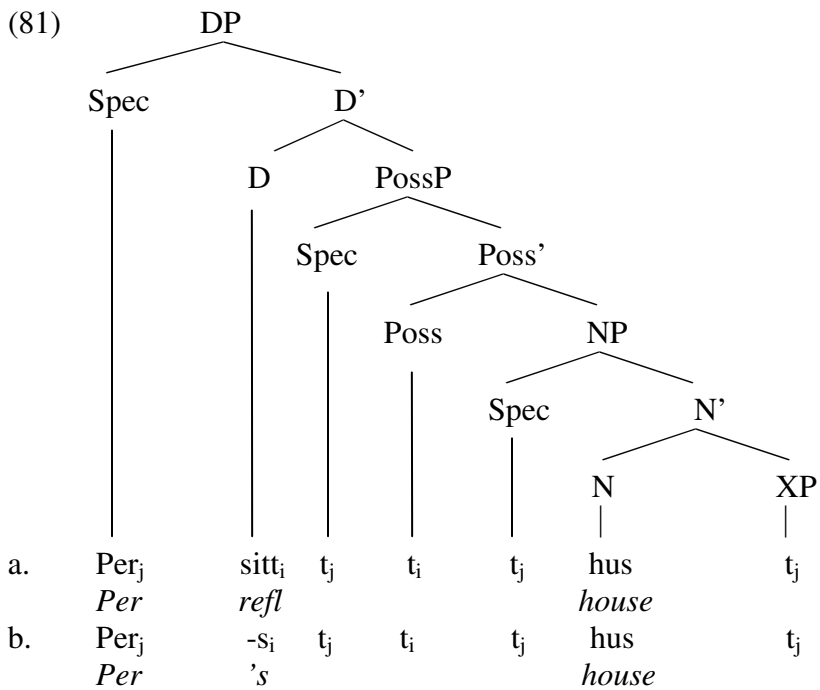 (81) DP
Spec D’
D PossP
Spec Poss’
Poss NP
Spec N’
N XP
a. Perj sitti tj ti tj hus tj
Per refl house
b. Perj -si tj ti tj hus tj
Per ’s house